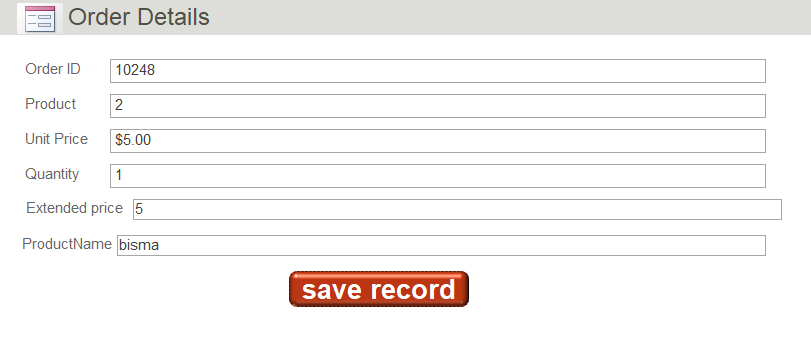 Order Details
Order ID 10248
Product 2
Unit Price $5.00
Quantity 1
Extended price 5
ProductName bisma
save record